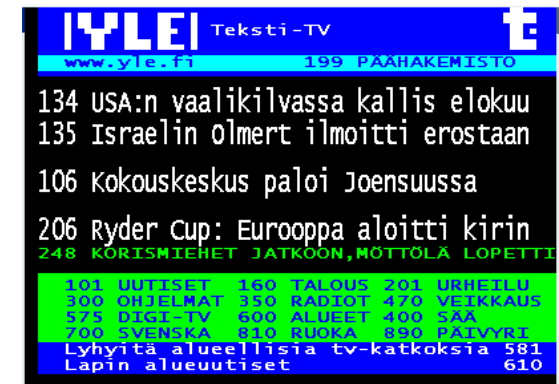 YLE Teksti-TV t:
www.yle.fi 199 PÄÄHAKEMISTO
134 USA:n vaalikilvassa kallis elokuu
135 Israelin Olmert ilmoitti erostaan
106 Kokouskeskus paloi Joensuussa
206 Ryder Cup: Eurooppa aloitti kirin
248 KORISMIEHET JATKOON,MÖTTÖLÄ LOPETTI
101 UUTISET 160 TALOUS 201 URHEILU
300 OHJELMAT 350 RADIOT 470 VEIKKAUS
575 DIGI-TV 600 ALUEET 400 SÄÄ
700 SVENSKA 810 RUOKA 890 PÄIVYRI
Lyhyitä alueellisia tv-katkoksia 581
Lapin alueuutiset 610